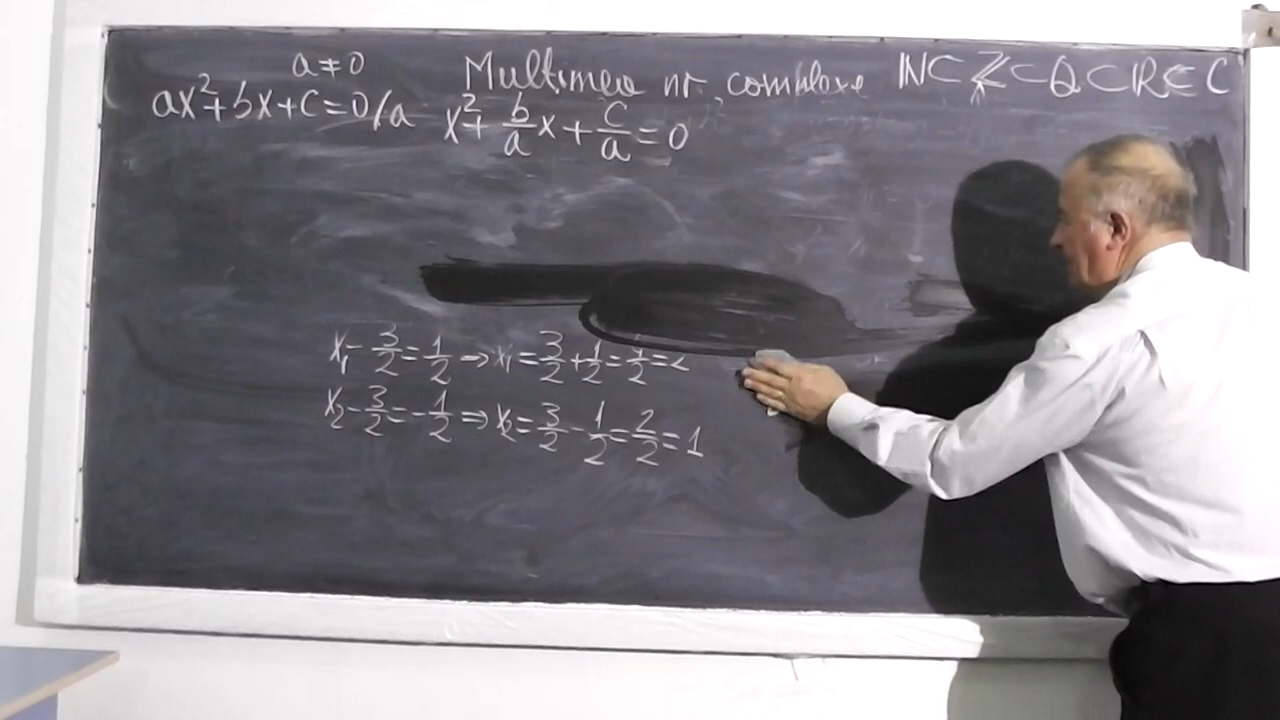 a ≠ 0
Multimea nr. complexe
ℕ ⊂ ℤ ⊂ ℚ ⊂ ℝ ⊂ ℂ
ax² + bx + c = 0 / a
x² + b/a x + c/a = 0
x₁ - 3/2 = 1/2 ⇒ x₁ = 3/2 + 1/2 = 4/2 = 2
x₂ - 3/2 = -1/2 ⇒ x₂ = 3/2 - 1/2 = 2/2 = 1